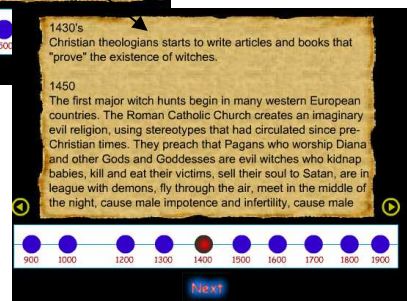 1430's
Christian theologians starts to write articles and books that
"prove" the existence of witches.
1450
The first major witch hunts begin in many western European
countries. The Roman Catholic Church creates an imaginary
evil religion, using stereotypes that had circulated since pre-
Christian times. They preach that Pagans who worship Diana
and other Gods and Goddesses are evil witches who kidnap
babies, kill and eat their victims, sell their soul to Satan, are in
league with demons, fly through the air, meet in the middle of
the night, cause male impotence and infertility, cause male
900 1000 1200 1300 1400 1500 1600 1700 1800 1900
Next